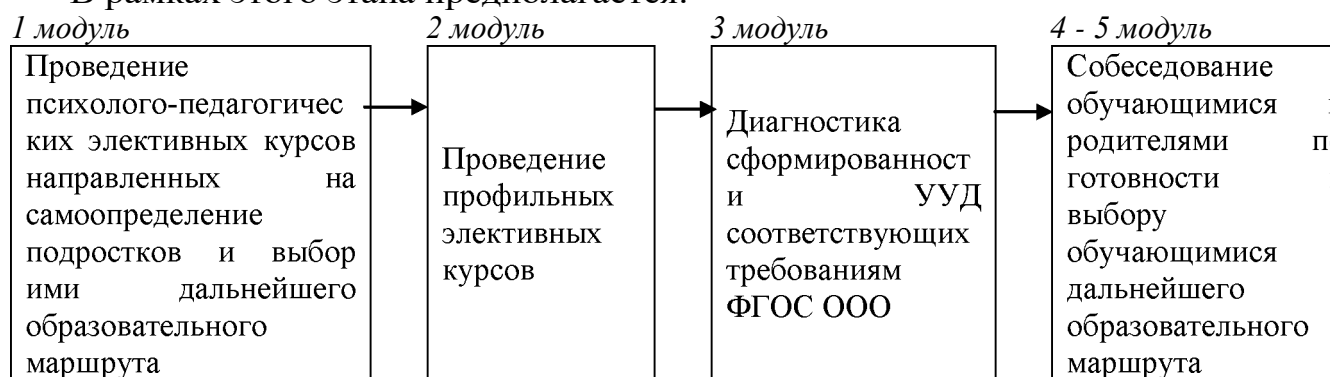 В рамках этого этапа предполагается:
1 модуль
Проведение
психолого-педагогичес
ких элективных курсов
направленных на
самоопределение
подростков и выбор
ими дальнейшего
образовательного
маршрута
2 модуль
Проведение
профильных
элективных
курсов
3 модуль
Диагностика
сформированност
и УУД
соответствующих
требованиям
ФГОС ООО
4 - 5 модуль
Собеседование
обучающимися
родителями
готовности
выбору
обучающимися
дальнейшего
образовательного
маршрута